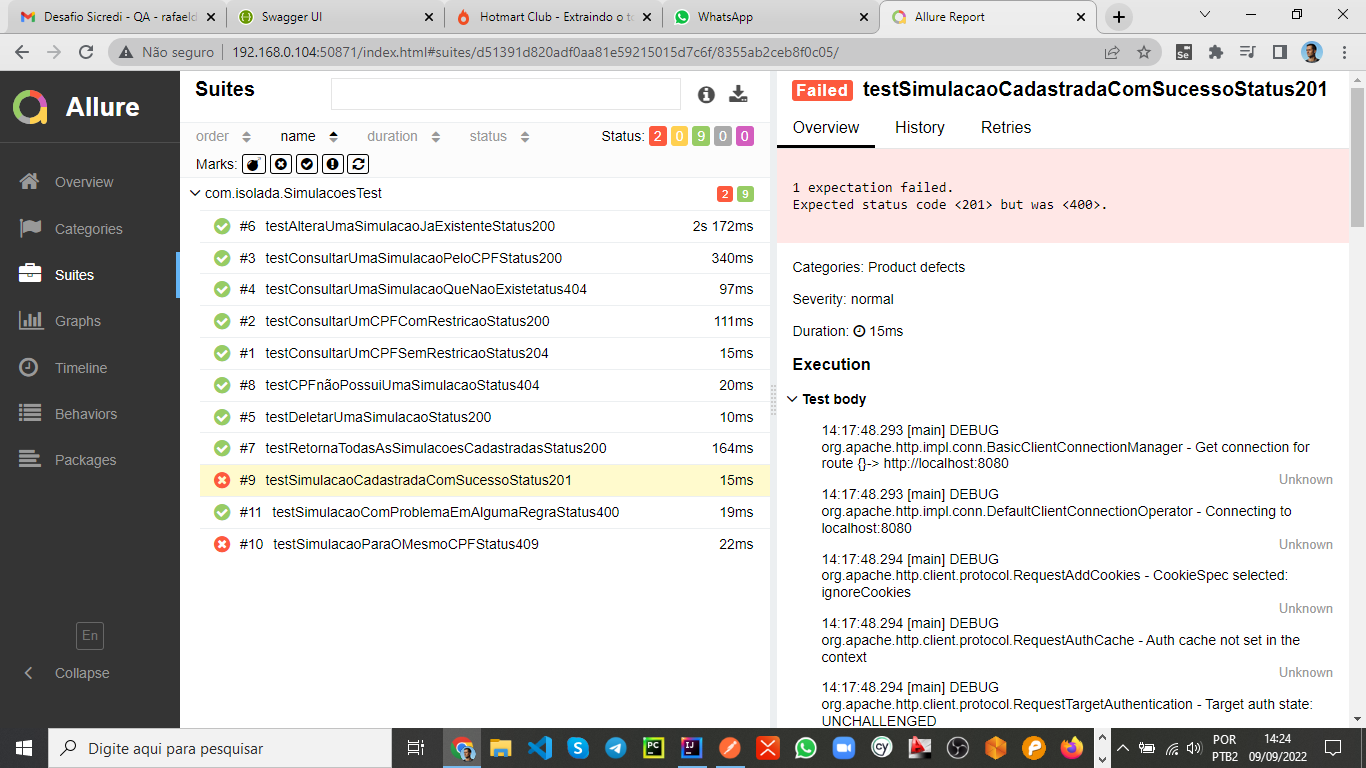 Desafio Sicredi - QA - rafaeld
Swagger UI
Hotmart Club - Extraindo o to
WhatsApp
Allure Report
Não seguro
192.168.0.104:50871/index.html#suites/d51391d820adf0aa81e59215015d7c6f/8355ab2ceb8f0c05/
Allure
Overview
Categories
Suites
Graphs
Timeline
Behaviors
Packages
En
Collapse
Suites
order name duration status Status: 2 0 9 0 0
Marks:
com.isolada.SimulacoesTest 2 9
#6 testAlteraUmaSimulacaoJaExistenteStatus200 2s 172ms
#3 testConsultarUmaSimulacaoPeloCPFStatus200 340ms
#4 testConsultarUmaSimulacaoQueNaoExistetatus404 97ms
#2 testConsultarUmCPFComRestricaoStatus200 111ms
#1 testConsultarUmCPFSemRestricaoStatus204 15ms
#8 testCPFnãoPossuiUmaSimulacaoStatus404 20ms
#5 testDeletarUmaSimulacaoStatus200 10ms
#7 testRetornaTodasAsSimulacoesCadastradasStatus200 164ms
#9 testSimulacaoCadastradaComSucessoStatus201 15ms
#11 testSimulacaoComProblemaEmAlgumaRegraStatus400 19ms
#10 testSimulacaoParaOMesmoCPFStatus409 22ms
Failed testSimulacaoCadastradaComSucessoStatus201
Overview History Retries
1 expectation failed.
Expected status code <201> but was <400>.
Categories: Product defects
Severity: normal
Duration: 15ms
Execution
Test body
14:17:48.293 [main] DEBUG
org.apache.http.impl.conn.BasicClientConnectionManager - Get connection for
route {}-> http://localhost:8080
Unknown
14:17:48.293 [main] DEBUG
org.apache.http.impl.conn.DefaultClientConnectionOperator - Connecting to
localhost:8080
Unknown
14:17:48.294 [main] DEBUG
org.apache.http.client.protocol.RequestAddCookies - CookieSpec selected:
ignoreCookies
Unknown
14:17:48.294 [main] DEBUG
org.apache.http.client.protocol.RequestAuthCache - Auth cache not set in the
context
Unknown
14:17:48.294 [main] DEBUG
org.apache.http.client.protocol.RequestTargetAuthentication - Target auth state:
UNCHALLENGED
Digite aqui para pesquisar
POR
PTB2
14:24
09/09/2022